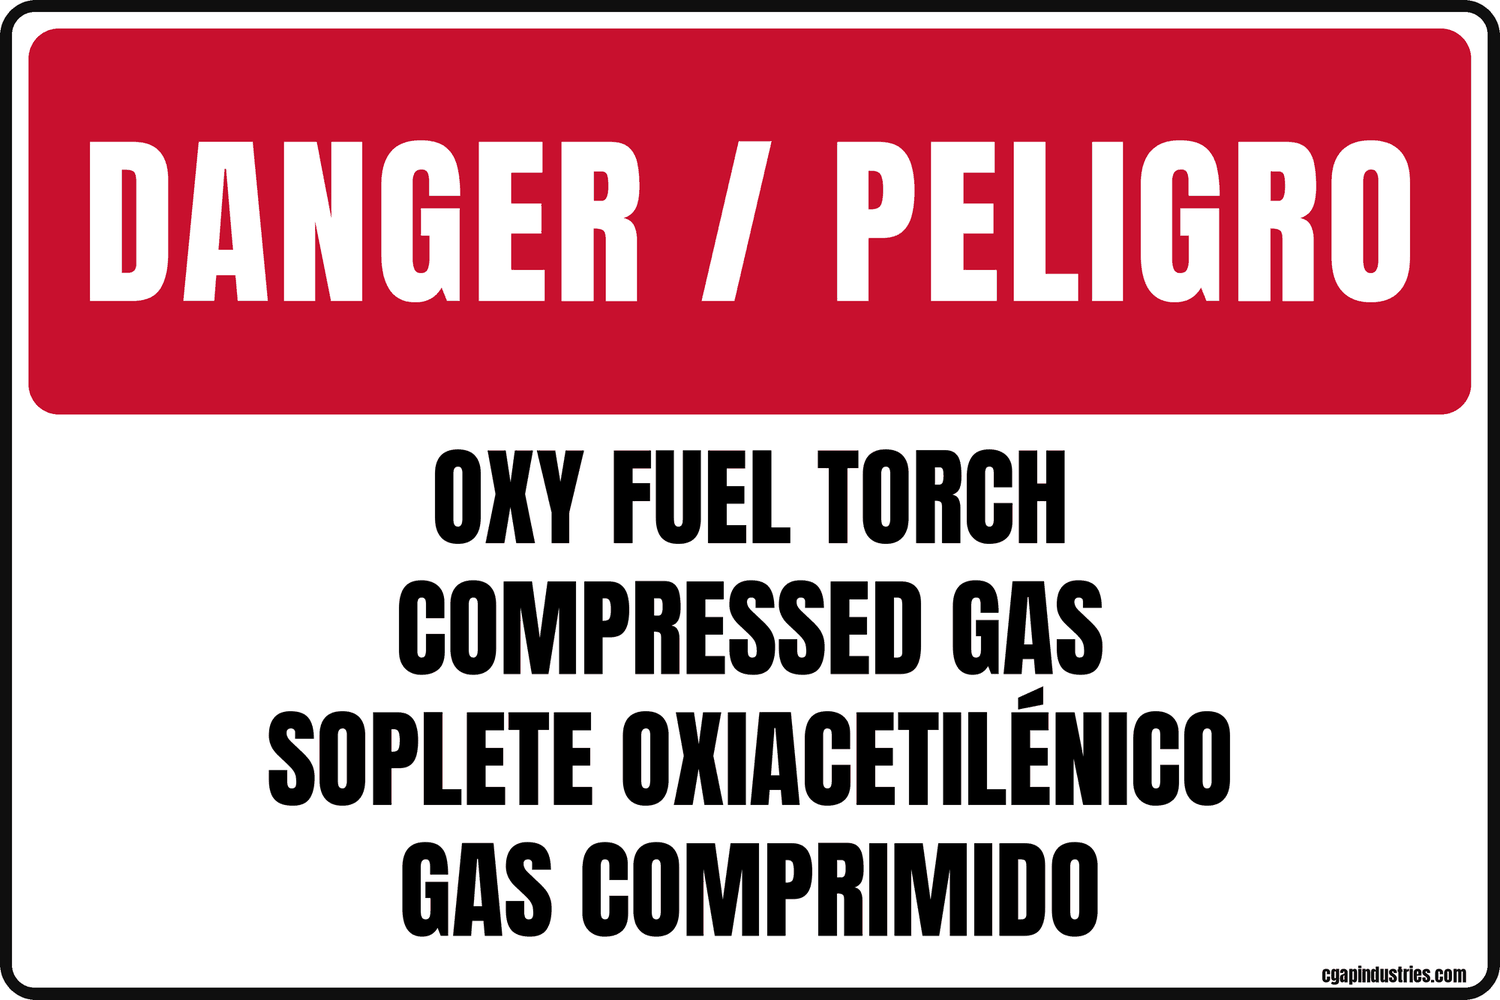 DANGER / PELIGRO
OXY FUEL TORCH
COMPRESSED GAS
SOPLETE OXIACETILÉNICO
GAS COMPRIMIDO
cgapindustries.com